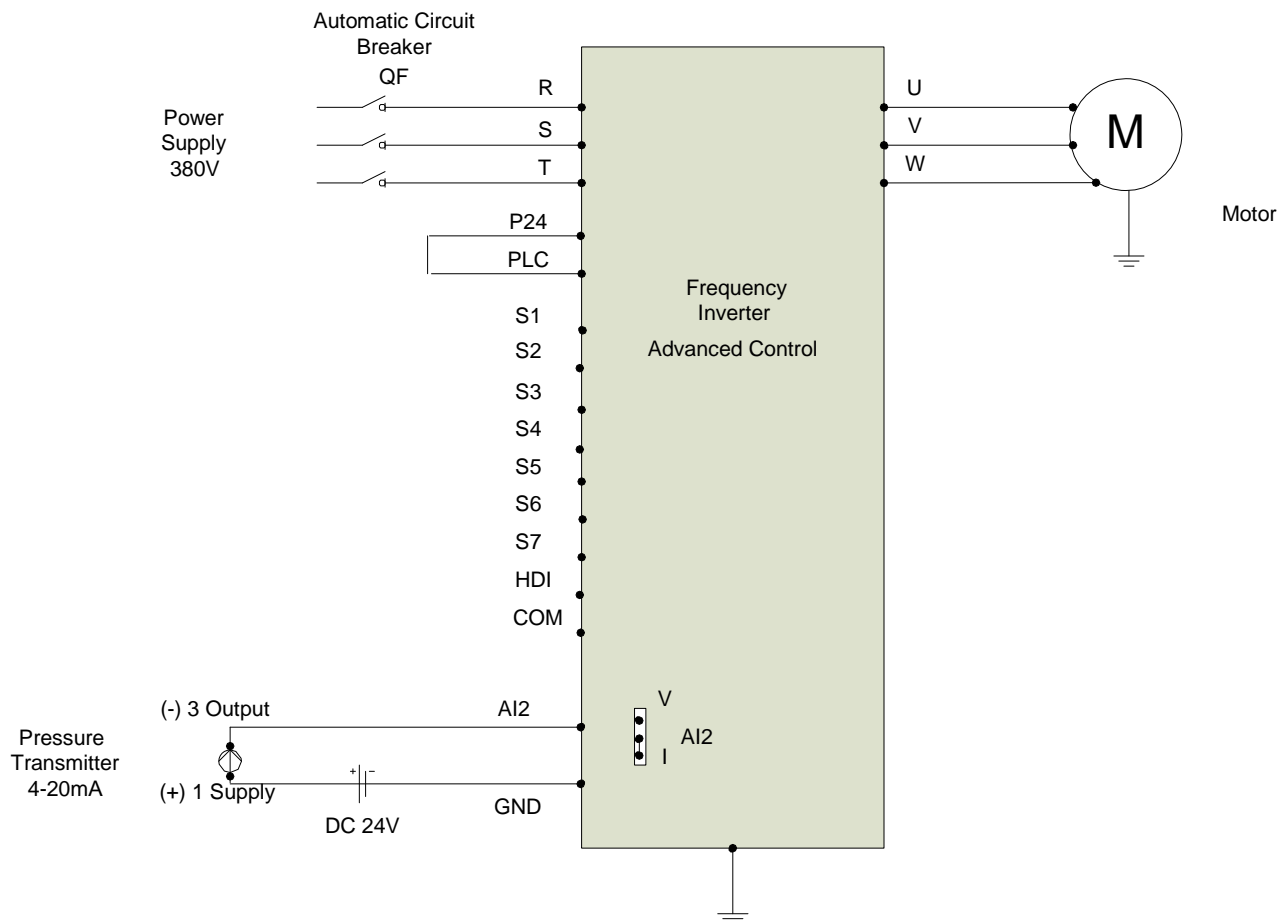 Automatic Circuit
Breaker
QF
Power
Supply
380V
R
S
T
P24
PLC
S1
S2
S3
S4
S5
S6
S7
HDI
COM
U
V
W
M
Motor
Frequency
Inverter
Advanced Control
(-) 3 Output
AI2
Pressure
Transmitter
4-20mA
(+) 1 Supply
+ −
DC 24V
GND
V
AI2
I